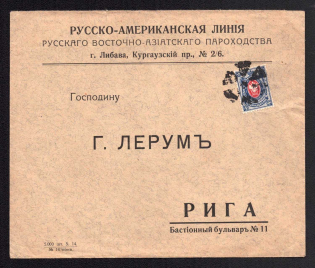 РУССКО-АМЕРИКАНСКАЯ ЛИНІЯ
РУССКАГО ВОСТОЧНО-АЗІАТСКАГО ПАРОХОДСТВА
г. Либава, Кургаузскій пр., № 2/6.
Господину
Г. ЛЕРУМЪ
РИГА
Бастіонный бульваръ № 11